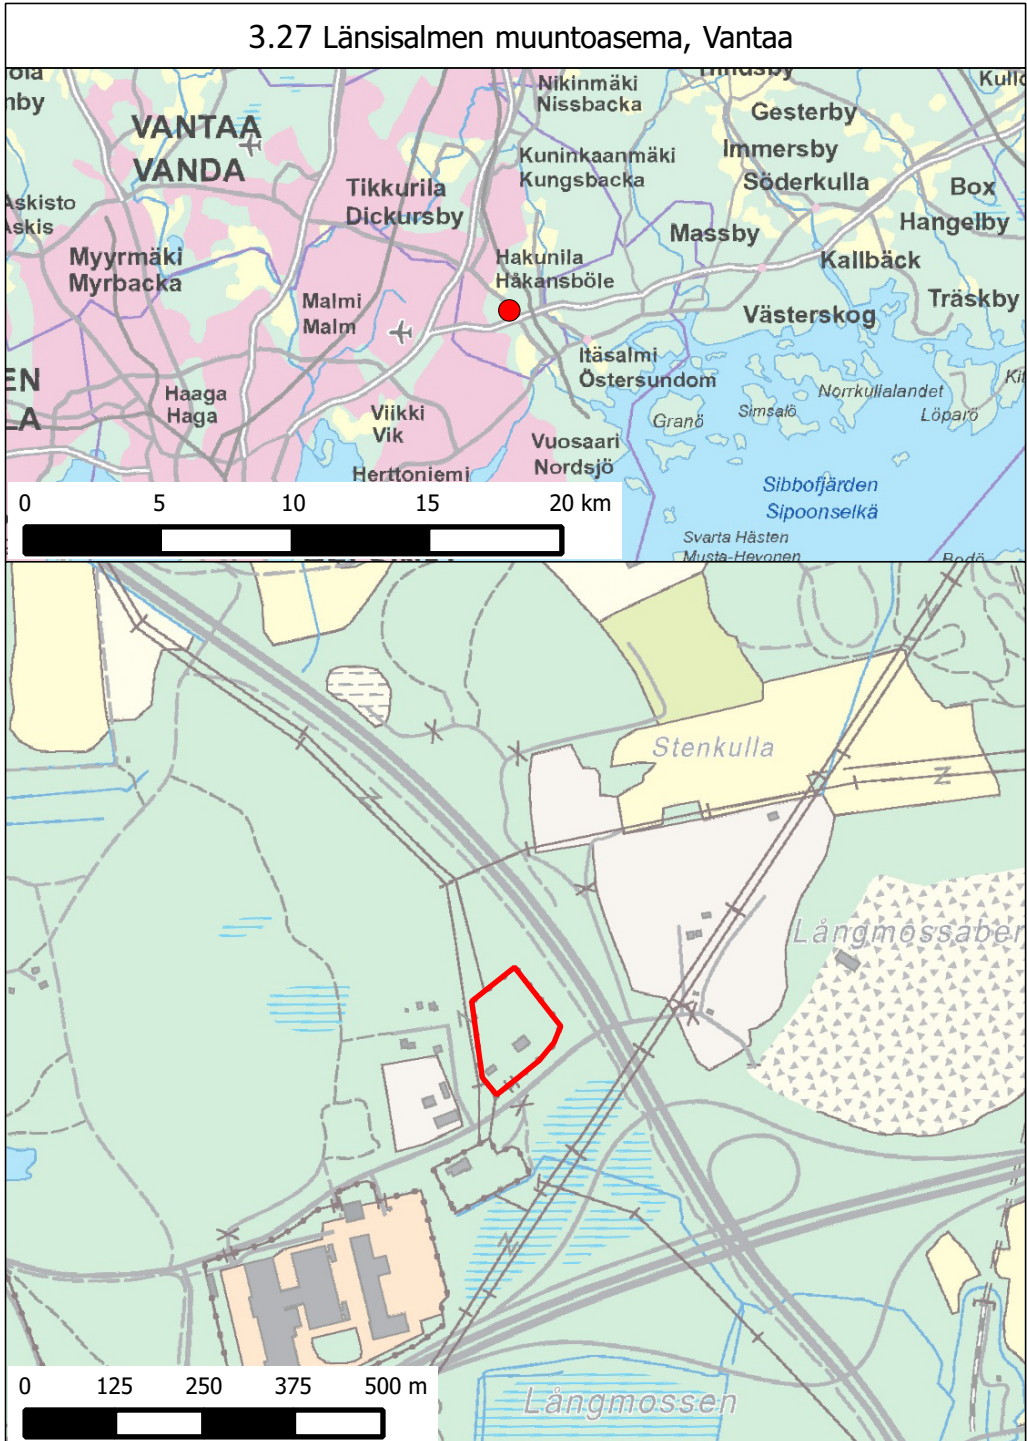 3.27 Länsisalmen muuntoasema, Vantaa
Nikinmäki
Nissbacka
Gesterby
VANTAA
VANDA
Immersby
Kuninkaanmäki
Kungsbacka
Söderkulla
Box
Tikkurila
Dickursby
Askisto
Askis
Hangelby
Massby
Myyrmäki
Myrbacka
Hakunila
Håkansböle
Kallbäck
Malmi
Malm
Träskby
Västerskog
Itäsalmi
Östersundom
Haaga
Haga
Norrkullalandet
Viikki
Vik
Granö
Simsalö
Löparö
Vuosaari
Nordsjö
Herttoniemi
Sibbofjärden
Sipoonselkä
0 5 10 15 20 km
Svarta Hästen
Musta-Hevonen
Stenkulla
Långmossaber
Långmossen
0 125 250 375 500 m